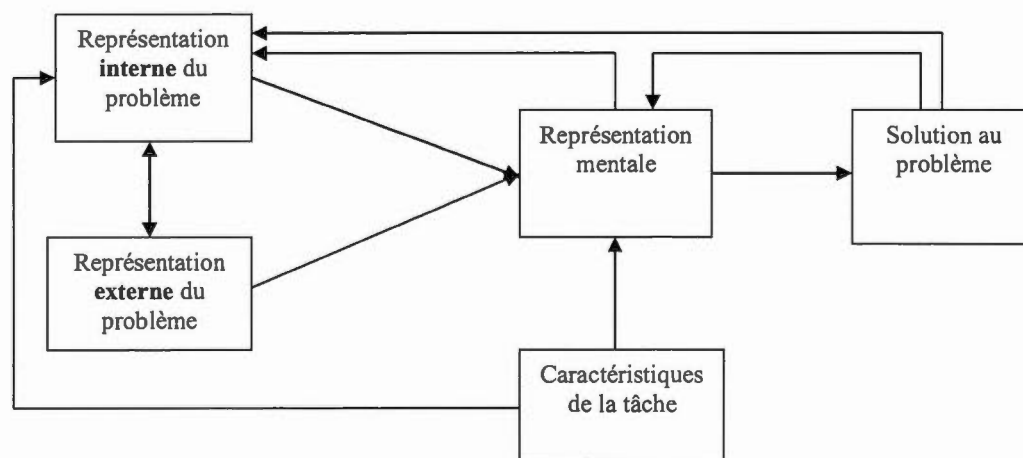 Représentation
interne du
problème
Représentation
mentale
Solution au
problème
Représentation
externe du
problème
Caractéristiques
de la tâche